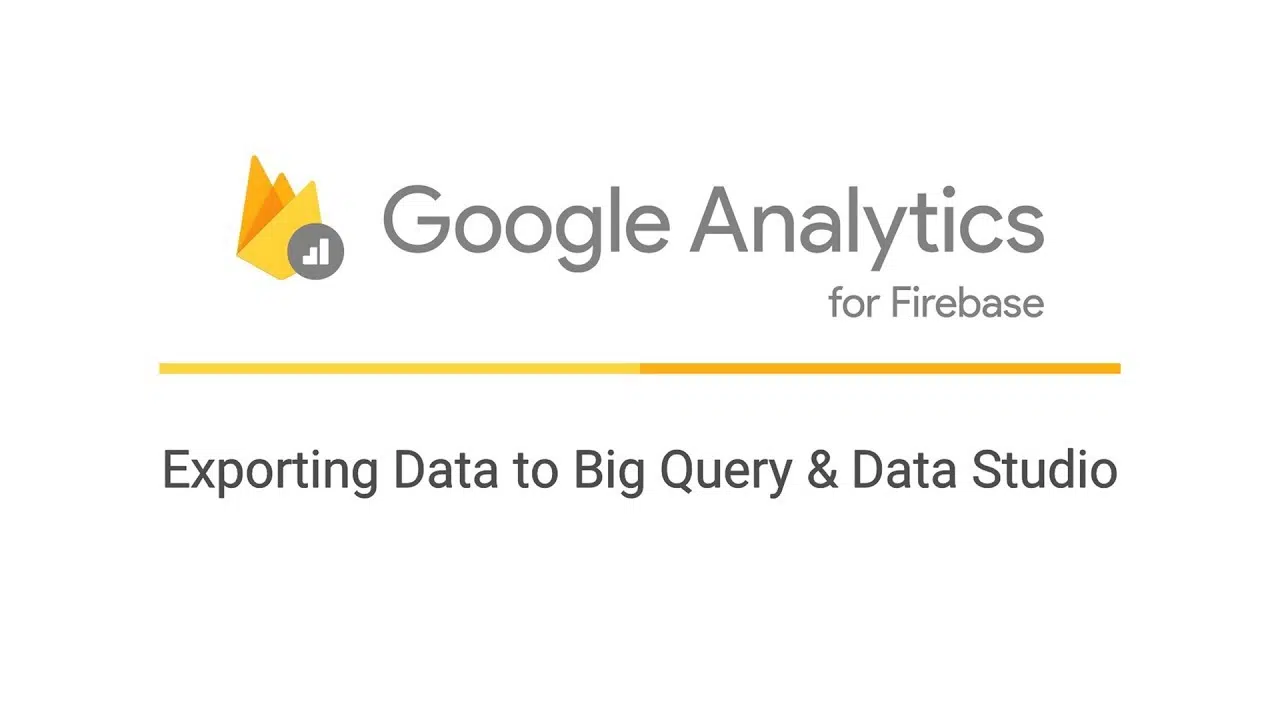 Google Analytics
for Firebase
Exporting Data to Big Query & Data Studio